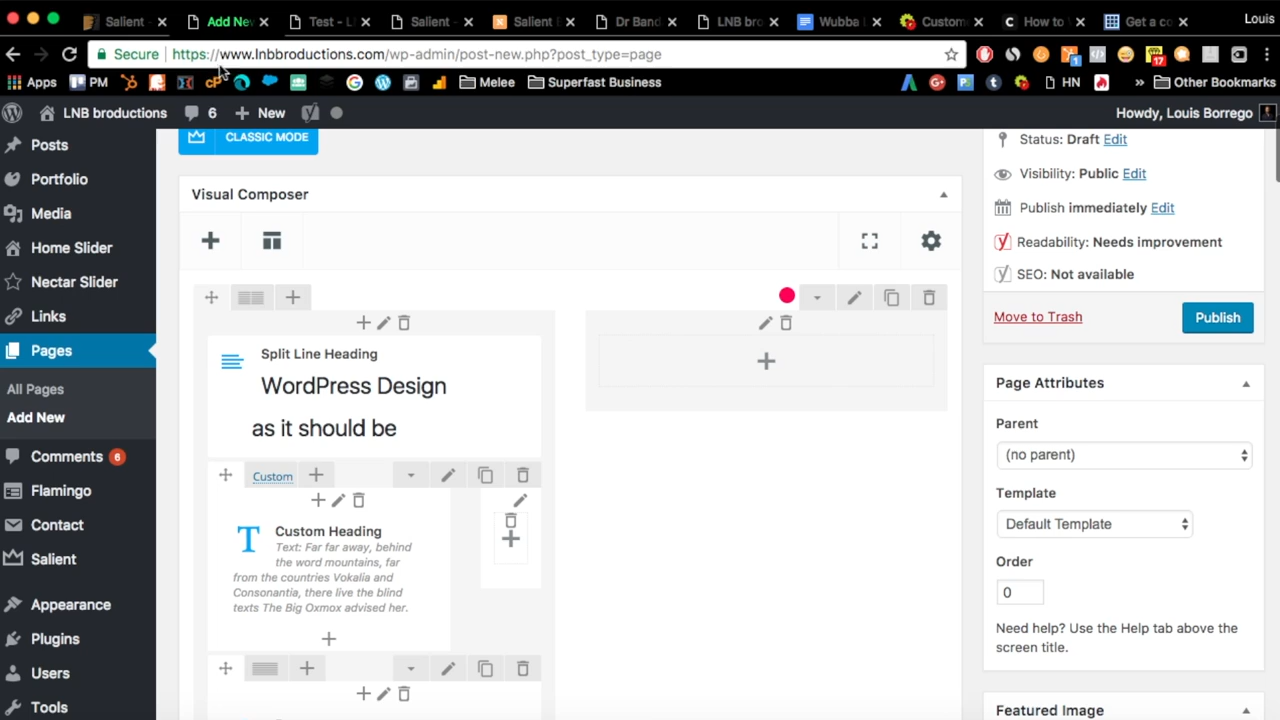 Salient -
Add New
Test - L
Salient -
Salient
Dr Band
LNB bro
Wubba
Custom
How to
Get a co
Louis
Secure
https://www.lnbbroductions.com/wp-admin/post-new.php?post_type=page
1
17
Apps
PM
Melee
Superfast Business
HN
»
Other Bookmarks
LNB broductions
6
New
Howdy, Louis Borrego
Posts
Portfolio
Media
Home Slider
Nectar Slider
Links
Pages
All Pages
Add New
Comments 6
Flamingo
Contact
Salient
Appearance
Plugins
Users
Tools
CLASSIC MODE
Visual Composer
Split Line Heading
WordPress Design
as it should be
Custom
Custom Heading
Text: Far far away, behind
the word mountains, far
from the countries Vokalia and
Consonantia, there live the blind
texts The Big Oxmox advised her.
Status: Draft Edit
Visibility: Public Edit
Publish immediately Edit
Readability: Needs improvement
SEO: Not available
Move to Trash
Publish
Page Attributes
Parent
(no parent)
Template
Default Template
Order
0
Need help? Use the Help tab above the
screen title.
Featured Image